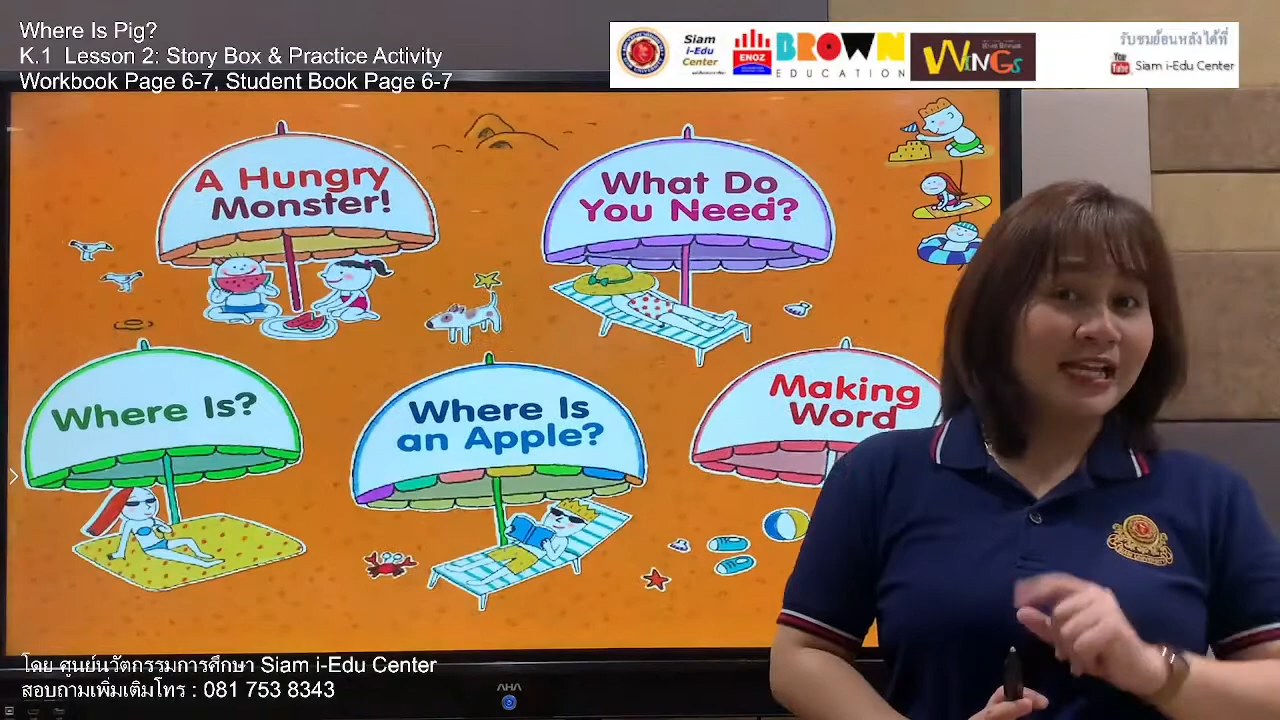 Where Is Pig?
K.1 Lesson 2: Story Box & Practice Activity
Workbook Page 6-7, Student Book Page 6-7
Siam
i-Edu
Center
ENOZ
BROWN
EDUCATION
WINGS
รับชมย้อนหลังได้ที่
You
Tube
Siam i-Edu Center
A Hungry
Monster!
What Do
You Need?
Where Is?
Where Is
an Apple?
Making
Word
โดย ศูนย์นวัตกรรมการศึกษา Siam i-Edu Center
สอบถามเพิ่มเติมโทร : 081 753 8343
AHA